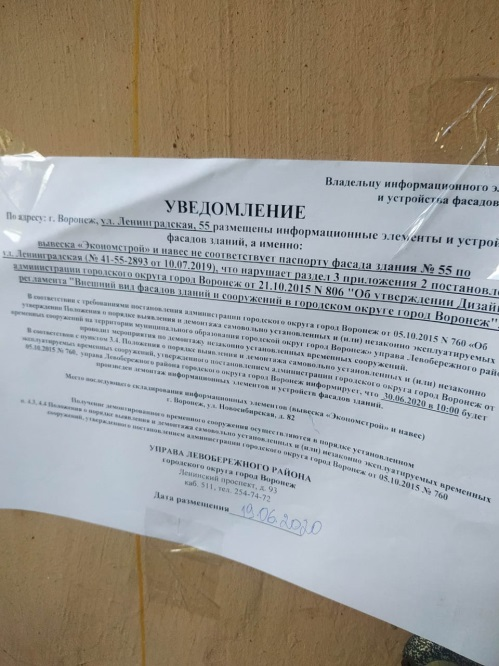 Владельцу информационного э
и устройства фасадов
УВЕДОМЛЕНИЕ
По адресу: г. Воронеж, ул. Ленинградская, 55 размещены информационные элементы и устрой
фасадов зданий, а именно:
вывеска «Экономстрой» и навес не соответствует паспорту фасада здания № 55 по
ул. Ленинградская (№ 41-55-2893 от 10.07.2019), что нарушает раздел 3 приложения 2 постановле
администрации городского округа город Воронеж от 21.10.2015 N 806 "Об утверждении Дизайн
регламента "Внешний вид фасадов зданий и сооружений в городском округе город Воронеж"
В соответствии с требованиями постановления администрации городского округа город Воронеж от 05.10.2015 N 760 «Об
утверждении Положения о порядке выявления и демонтажа самовольно установленных и (или) незаконно эксплуатируемых
временных сооружений на территории муниципального образования городской округ город Воронеж» управа Левобережного райо
проводит мероприятия по демонтажу незаконно установленных временных сооружений.
В соответствии с пунктом 3.4. Положения о порядке выявления и демонтажа самовольно установленных и (или) незаконно
эксплуатируемых временных сооружений, утвержденного постановлением администрации городского округа город Воронеж от
05.10.2015 № 760, управа Левобережного района городского округа город Воронеж информирует, что 30.06.2020 в 10:00 будет
произведен демонтаж информационных элементов и устройств фасадов зданий.
Место последующего складирования информационных элементов (вывеска «Экономстрой» и навес)
г. Воронеж, ул. Новосибирская, д. 82
Получение демонтированного временного сооружения осуществляются в порядке установленном
п. 4.3, 4.4 Положения о порядке выявления и демонтажа самовольно установленных и (или) незаконно эксплуатируемых временных
сооружений, утвержденного постановлением администрации городского округа город Воронеж от 05.10.2015 № 760
УПРАВА ЛЕВОБЕРЕЖНОГО РАЙОНА
городского округа город Воронеж
Ленинский проспект, д. 93
каб. 511, тел. 254-74-72
Дата размещения 19.06.2020